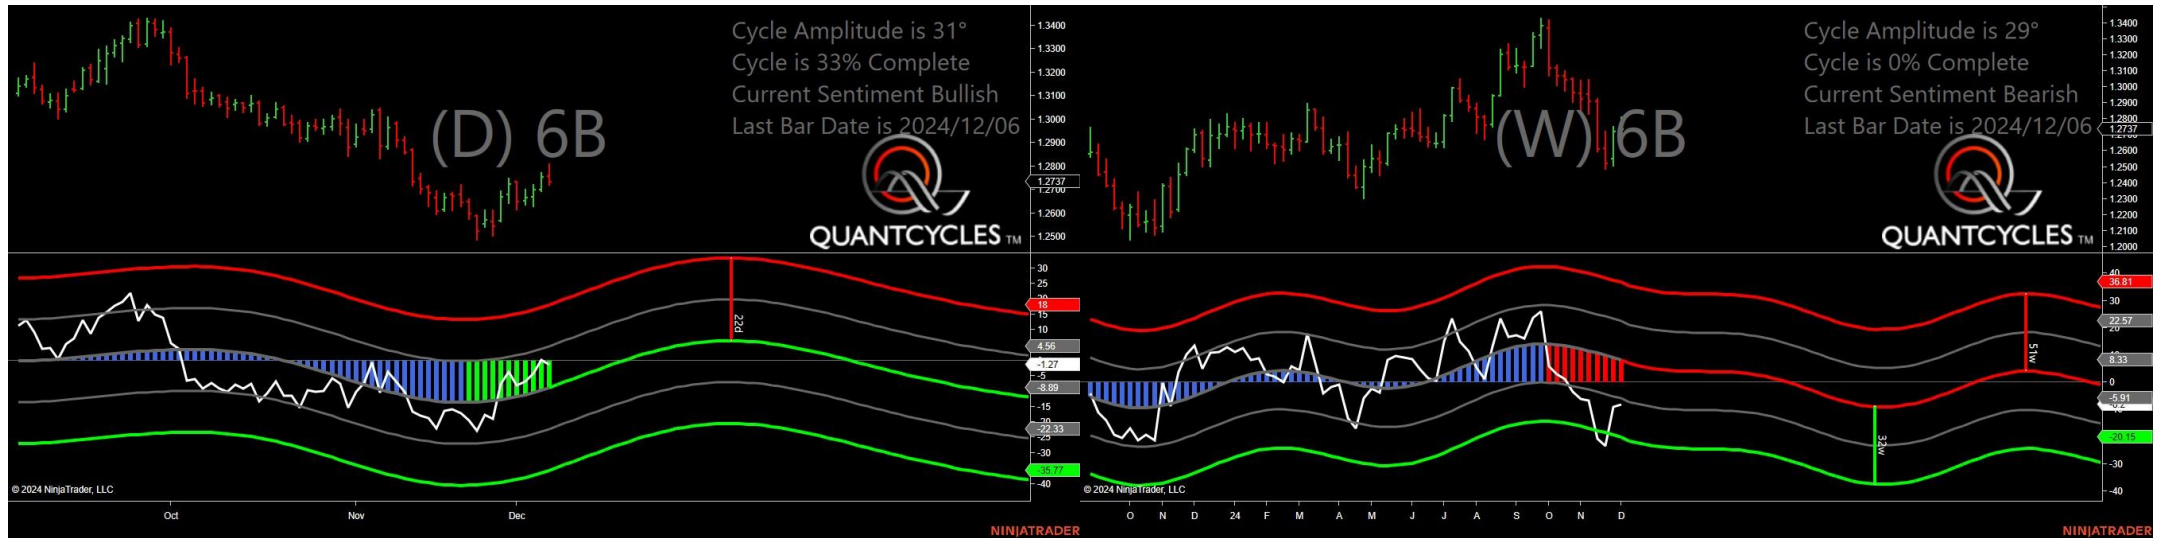 Cycle Amplitude is 31°
Cycle is 33% Complete
Current Sentiment Bullish
Last Bar Date is 2024/12/06
(D) 6B
QUANTCYCLES TM
1.3400
1.3300
1.3200
1.3100
1.3000
1.2900
1.2800
1.2737
1.2700
1.2600
1.2500
22d
30
25
18
15
10
4.56
-1.27
-5
-8.89
-15
-22.33
-25
-30
-35.77
-40
© 2024 NinjaTrader, LLC
Oct
Nov
Dec
NINJATRADER
Cycle Amplitude is 29°
Cycle is 0% Complete
Current Sentiment Bearish
Last Bar Date is 2024/12/06
(W) 6B
QUANTCYCLES TM
1.3400
1.3300
1.3200
1.3100
1.3000
1.2900
1.2800
1.2737
1.2600
1.2500
1.2400
1.2300
1.2200
1.2100
1.2000
51w
32w
40
36.81
30
22.57
20
8.33
0
-5.91
-20.15
-30
-40
© 2024 NinjaTrader, LLC
O N D 24 F M A M J J A S O N D
NINJATRADER